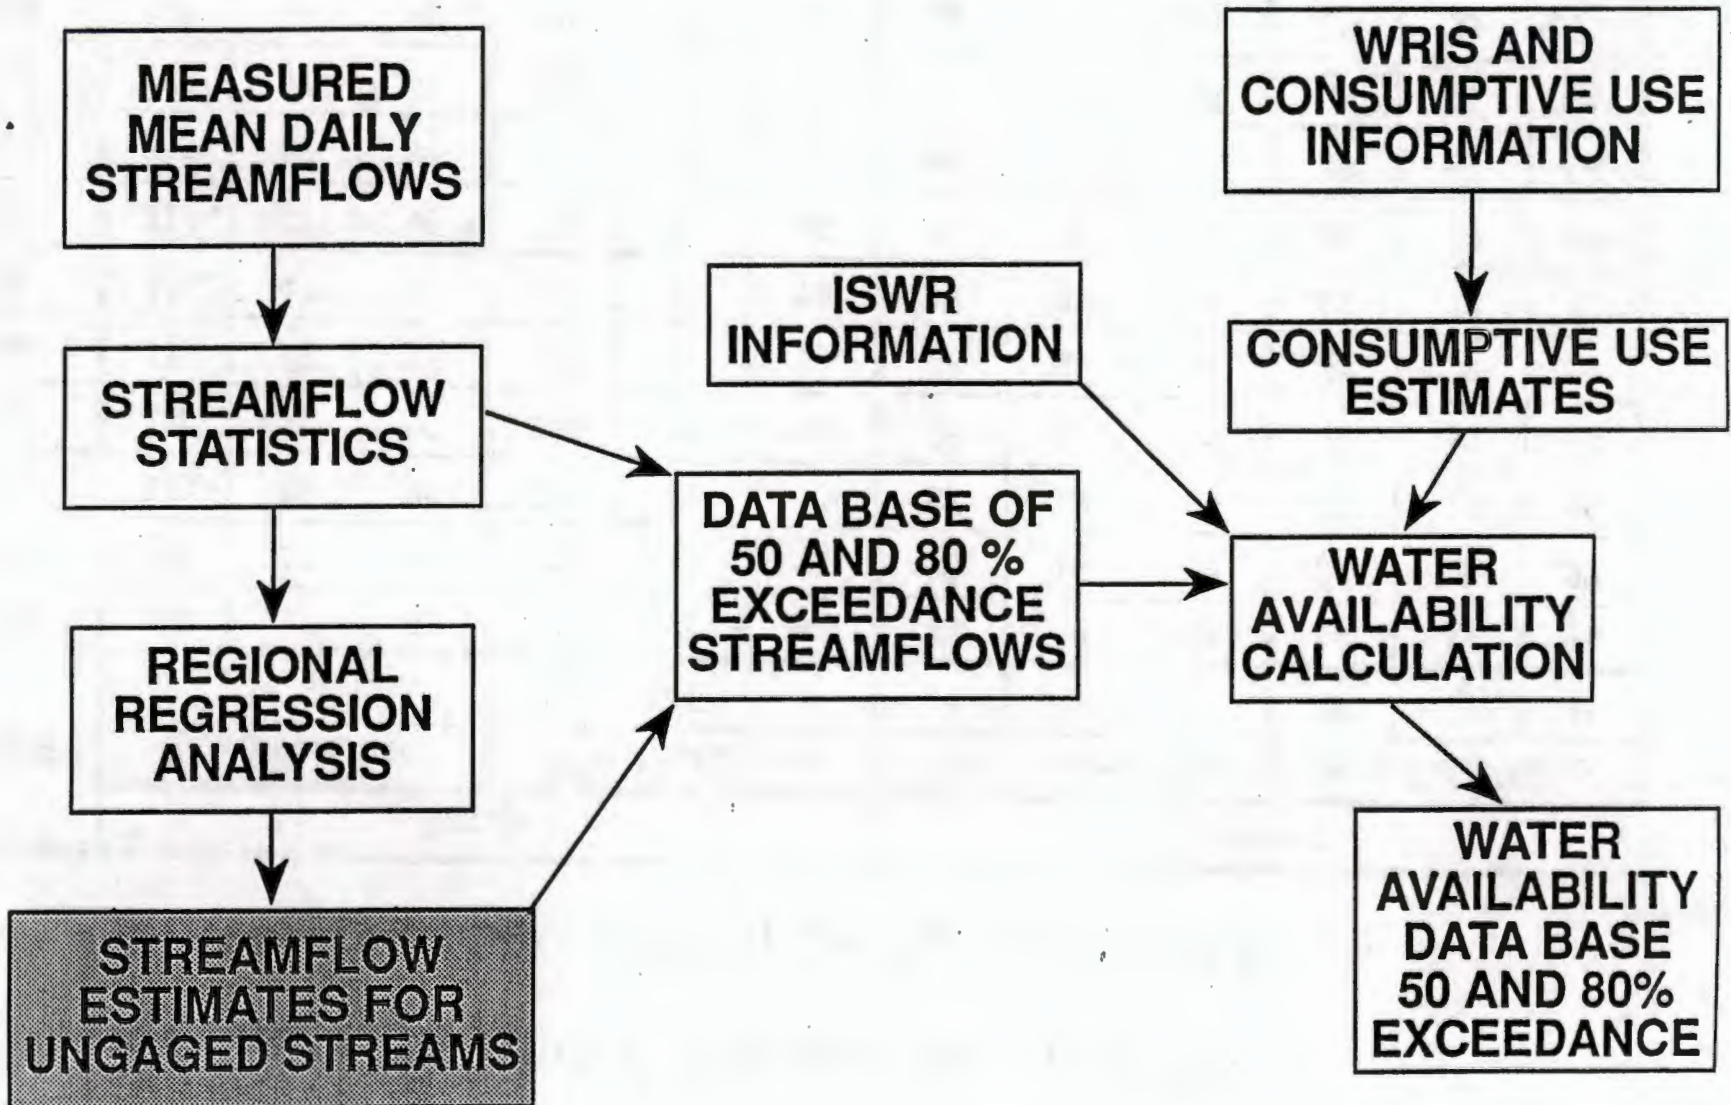 MEASURED
MEAN DAILY
STREAMFLOWS
STREAMFLOW
STATISTICS
REGIONAL
REGRESSION
ANALYSIS
STREAMFLOW
ESTIMATES FOR
UNGAGED STREAMS
ISWR
INFORMATION
DATA BASE OF
50 AND 80 %
EXCEEDANCE
STREAMFLOWS
WRIS AND
CONSUMPTIVE USE
INFORMATION
CONSUMPTIVE USE
ESTIMATES
WATER
AVAILABILITY
CALCULATION
WATER
AVAILABILITY
DATA BASE
50 AND 80%
EXCEEDANCE